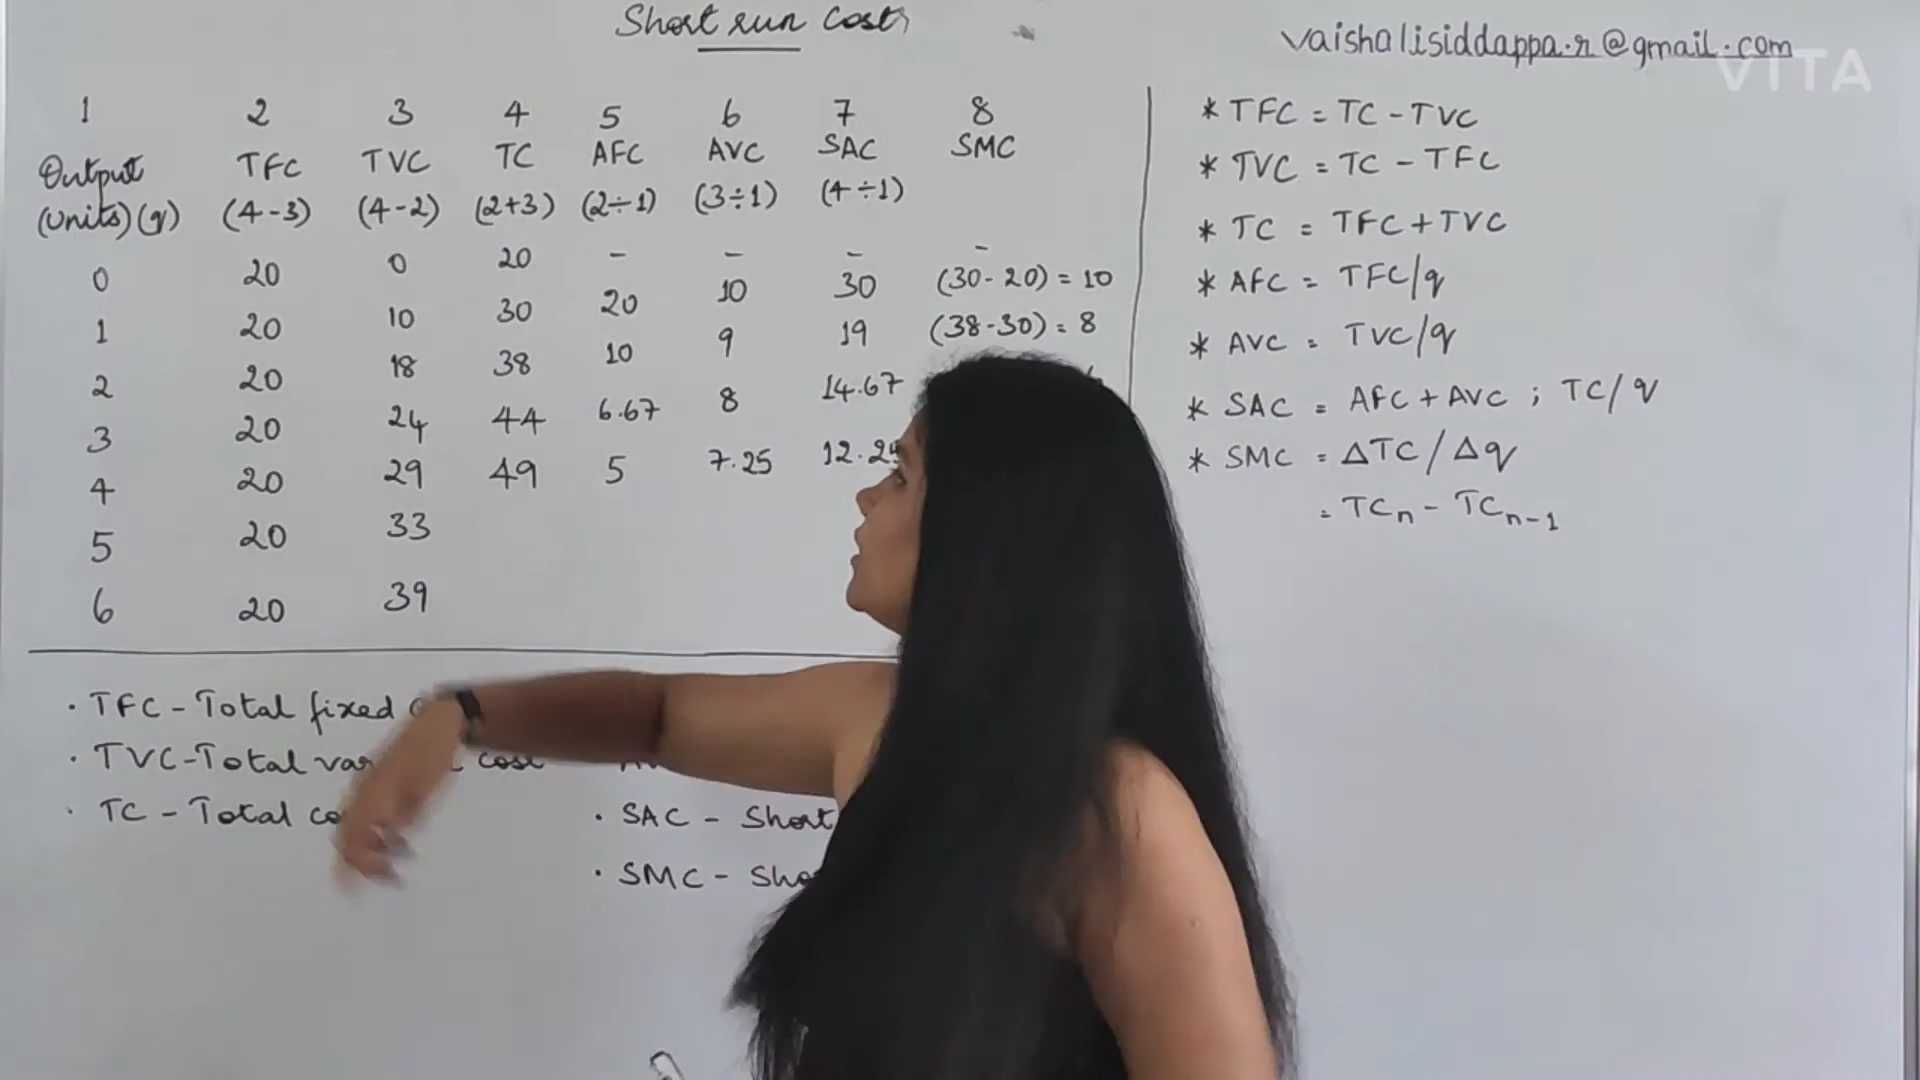 Short run costs
vaishalisiddappa.r@gmail.com
VITA
1 2 3 4 5 6 7 8
Output TFC TVC TC AFC AVC SAC SMC
(units)(q) (4-3) (4-2) (2+3) (2÷1) (3÷1) (4÷1)
0 20 0 20 - - - -
1 20 10 30 20 10 30 (30-20) = 10
2 20 18 38 10 9 19 (38-30) = 8
3 20 24 44 6.67 8 14.67
4 20 29 49 5 7.25
5 20 33
6 20 39
* TFC = TC - TVC
* TVC = TC - TFC
* TC = TFC + TVC
* AFC = TFC/q
* AVC = TVC/q
* SAC = AFC + AVC ; TC/q
* SMC = ΔTC / Δq
= TCn - TCn-1
· TFC - Total fixed
· TVC - Total cost
· TC - Total
· SAC - Short
· SMC -